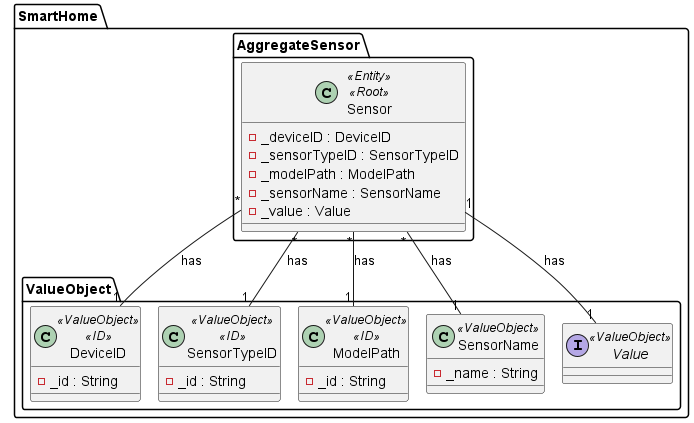 SmartHome
AggregateSensor
C
«Entity»
«Root»
Sensor
_deviceID : DeviceID
_sensorTypeID : SensorTypeID
_modelPath : ModelPath
_sensorName : SensorName
_value : Value
* * * * 1
has has has has has
ValueObject
1 1 1 1 1
C «ValueObject» «ID» DeviceID
_id : String
C «ValueObject» «ID» SensorTypeID
_id : String
C «ValueObject» «ID» ModelPath
_id : String
C «ValueObject» SensorName
_name : String
I «ValueObject» Value